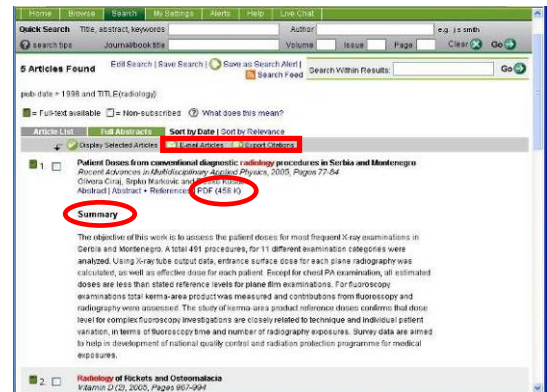 Home Browse Search My Settings Alerts Help Live Chat
Quick Search Title, abstract, keywords Author e.g. j s smith
search tips Journal/book title Volume Issue Page Clear Go
5 Articles Found Edit Search | Save Search | Save as Search Alert |
Search Feed Search Within Results: Go
pub-date > 1998 and TITLE(radiology)
= Full-text available = Non-subscribed What does this mean?
Article List Full Abstracts Sort by Date | Sort by Relevance
Display Selected Articles E-mail Articles Export Citations
1 Patient Doses from conventional diagnostic radiology procedures in Serbia and Montenegro
Recent Advances in Multidisciplinary Applied Physics, 2005, Pages 77-84
Olivera Ciraj, Srpko Markovic and
Abstract | Abstract + References | PDF (458 K)
Summary
The objective of this work is to assess the patient doses for most frequent X-ray examinations in
Serbia and Montenegro. A total 491 procedures, for 11 different examination categories were
analyzed. Using X-ray tube output data, entrance surface dose for each plane radiography was
calculated, as well as effective dose for each patient. Except for chest PA examination, all estimated
doses are less than stated reference levels for plane film examinations. For fluoroscopy
examinations total kerma-area product was measured and contributions from fluoroscopy and
radiography were assessed. The study of kerma-area product reference doses confirms that dose
level for complex fluoroscopy investigations are closely related to technique and individual patient
variation, in terms of fluoroscopy time and number of radiography exposures. Survey data are aimed
to help in development of national quality control and radiation protection programme for medical
exposures.
2 Radiology of Rickets and Osteomalacia
Vitamin D (2), 2005, Pages 967-994